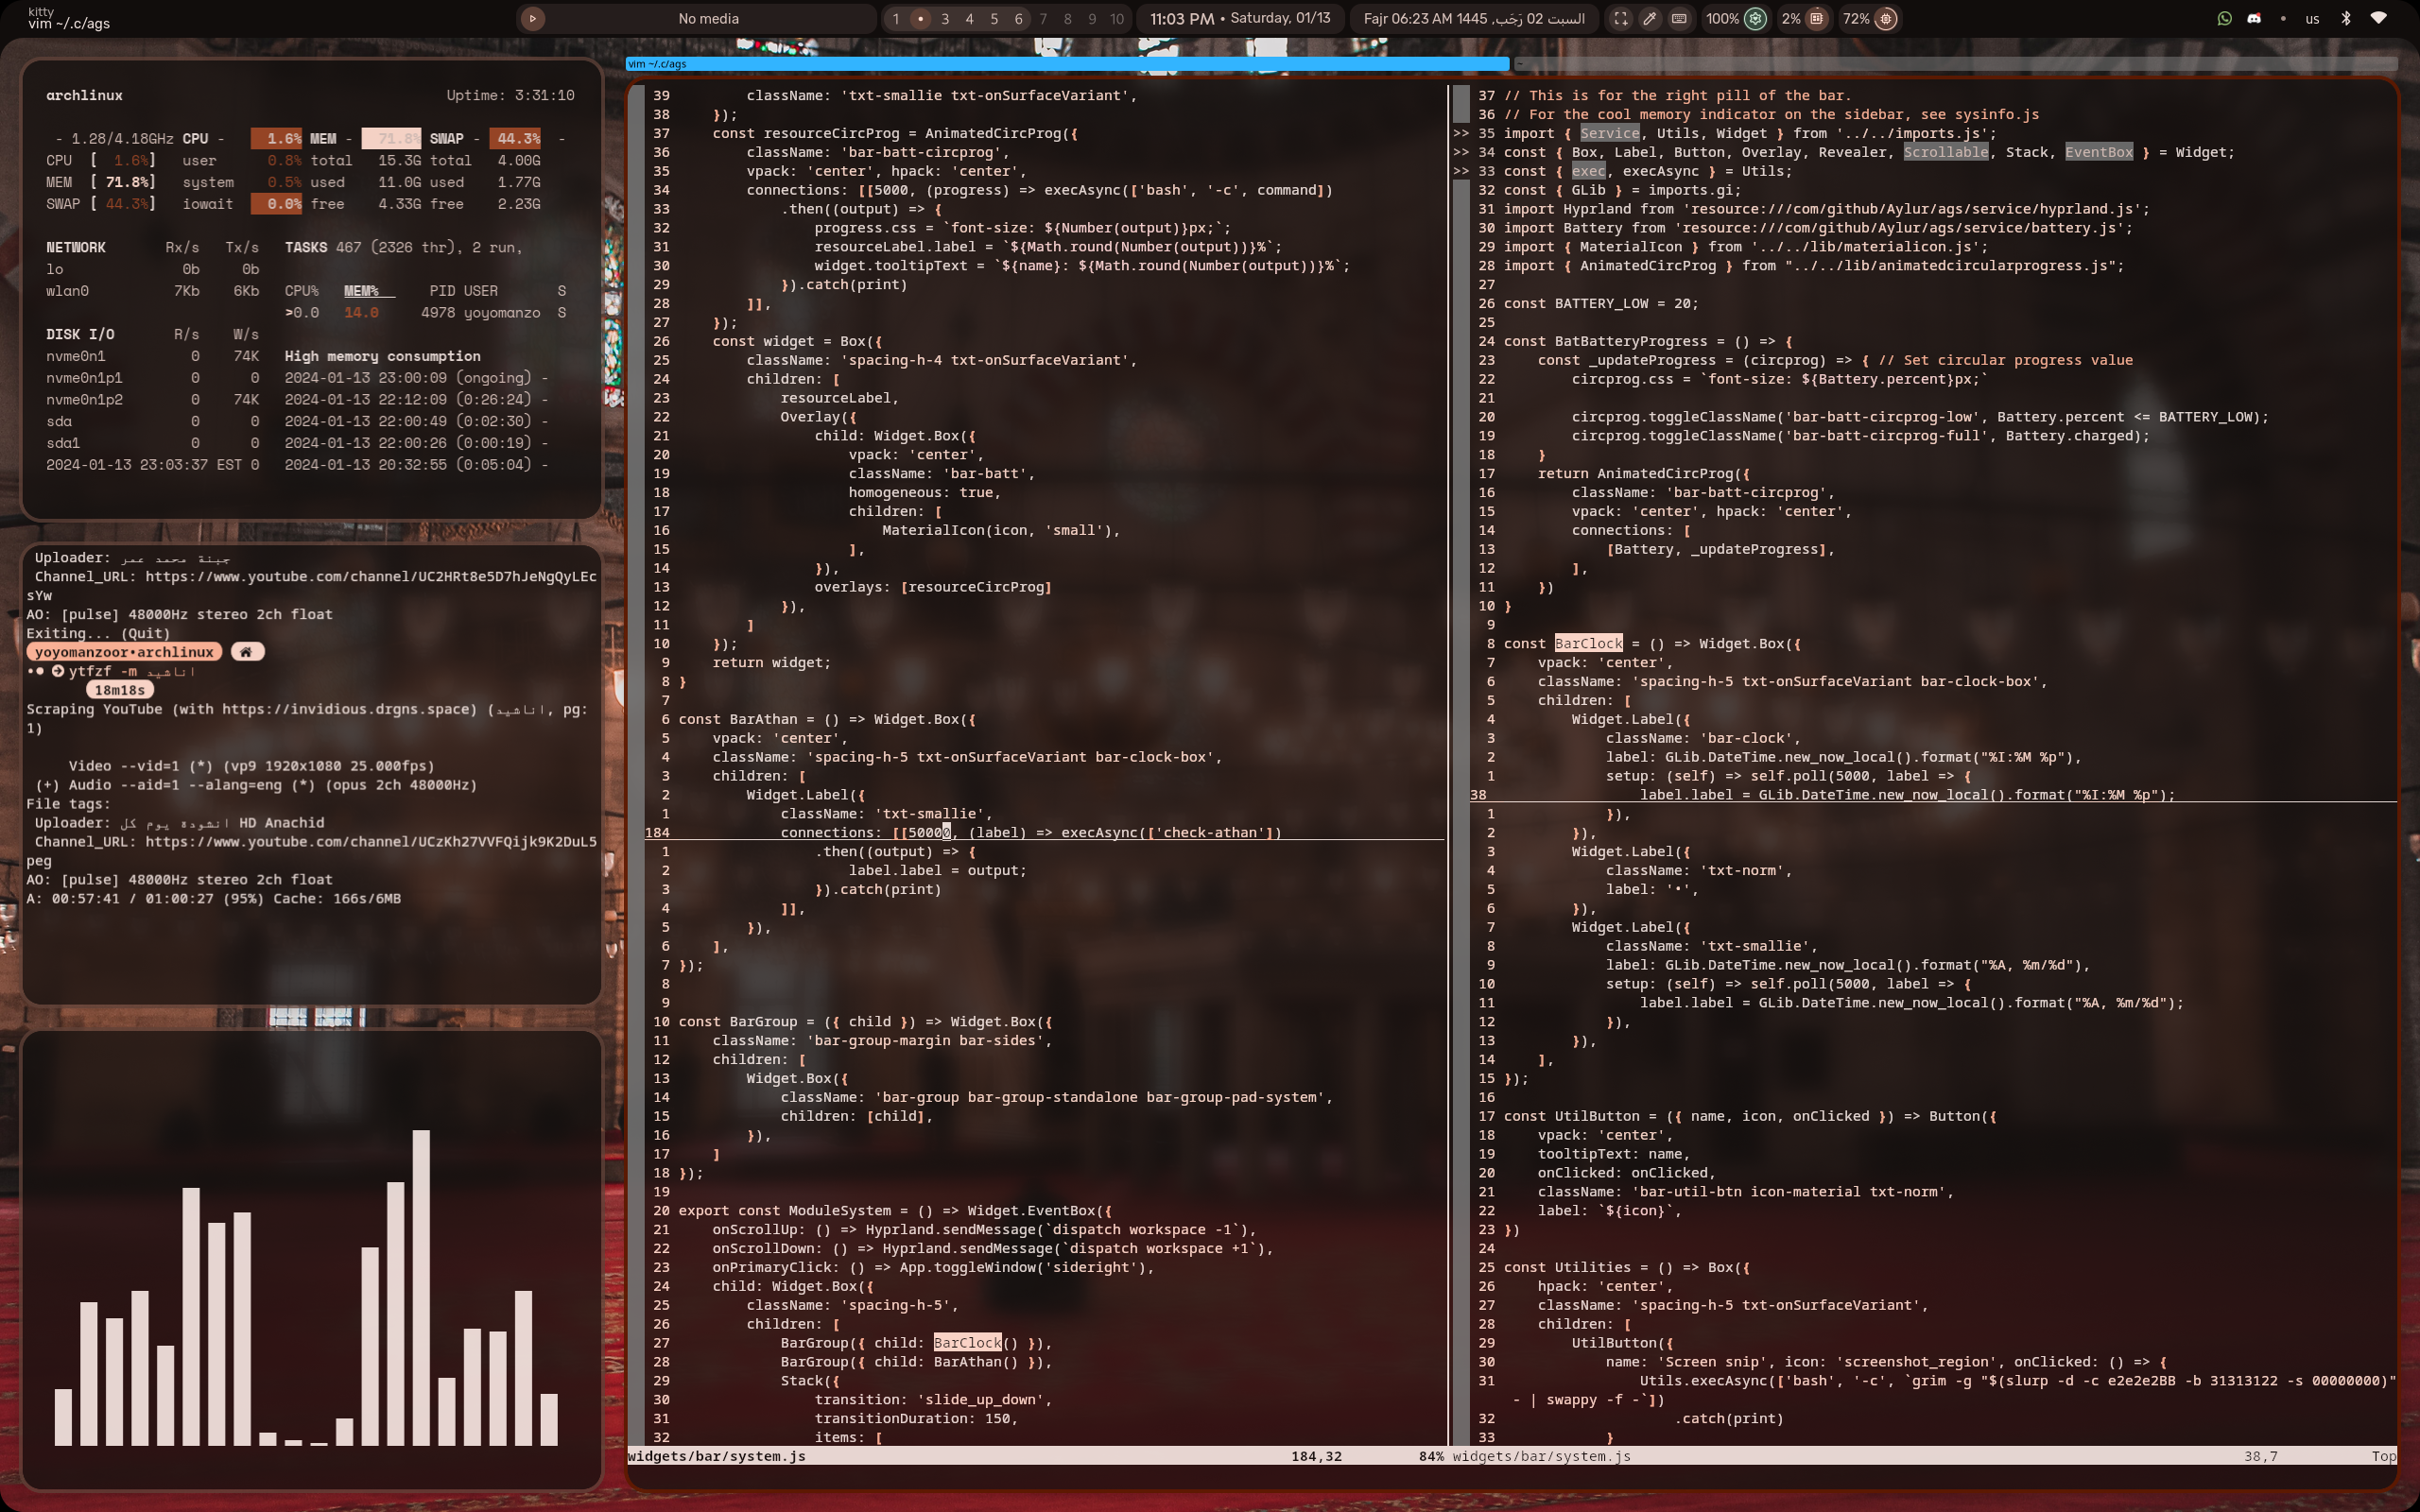 kitty
vim ~/.c/ags
No media
1 • 3 4 5 6 7 8 9 10
11:03 PM • Saturday, 01/13
Fajr 06:23 AM السبت 02 رَجَب, 1445
100% 2% 72%
us
vim ~/.c/ags
~
archlinux Uptime: 3:31:10
- 1.28/4.18GHz CPU - 1.6% MEM - 71.8% SWAP - 44.3% -
CPU [ 1.6%] user 0.8% total 15.3G total 4.00G
MEM [ 71.8%] system 0.5% used 11.0G used 1.77G
SWAP [ 44.3%] iowait 0.0% free 4.33G free 2.23G
NETWORK Rx/s Tx/s TASKS 467 (2326 thr), 2 run,
lo 0b 0b
wlan0 7Kb 6Kb CPU% MEM% PID USER S
>0.0 14.0 4978 yoyomanzo S
DISK I/O R/s W/s
nvme0n1 0 74K High memory consumption
nvme0n1p1 0 0 2024-01-13 23:00:09 (ongoing) -
nvme0n1p2 0 74K 2024-01-13 22:12:09 (0:26:24) -
sda 0 0 2024-01-13 22:00:49 (0:02:30) -
sda1 0 0 2024-01-13 22:00:26 (0:00:19) -
2024-01-13 23:03:37 EST 0 2024-01-13 20:32:55 (0:05:04) -
Uploader: جبنة محمد عمر
Channel_URL: https://www.youtube.com/channel/UC2HRt8e5D7hJeNgQyLEc
sYw
AO: [pulse] 48000Hz stereo 2ch float
Exiting... (Quit)
yoyomanzoor•archlinux
ytfzf -m اناشيد
18m18s
Scraping YouTube (with https://invidious.drgns.space) (اناشيد, pg:
1)
Video --vid=1 (*) (vp9 1920x1080 25.000fps)
(+) Audio --aid=1 --alang=eng (*) (opus 2ch 48000Hz)
File tags:
Uploader: انشودة يوم كل HD Anachid
Channel_URL: https://www.youtube.com/channel/UCzKh27VVFQijk9K2DuL5
peg
AO: [pulse] 48000Hz stereo 2ch float
A: 00:57:41 / 01:00:27 (95%) Cache: 166s/6MB
39 className: 'txt-smallie txt-onSurfaceVariant',
38 });
37 const resourceCircProg = AnimatedCircProg({
36 className: 'bar-batt-circprog',
35 vpack: 'center', hpack: 'center',
34 connections: [[5000, (progress) => execAsync(['bash', '-c', command])
33 .then((output) => {
32 progress.css = `font-size: ${Number(output)}px;`;
31 resourceLabel.label = `${Math.round(Number(output))}%`;
30 widget.tooltipText = `${name}: ${Math.round(Number(output))}%`;
29 }).catch(print)
28 ]],
27 });
26 const widget = Box({
25 className: 'spacing-h-4 txt-onSurfaceVariant',
24 children: [
23 resourceLabel,
22 Overlay({
21 child: Widget.Box({
20 vpack: 'center',
19 className: 'bar-batt',
18 homogeneous: true,
17 children: [
16 MaterialIcon(icon, 'small'),
15 ],
14 }),
13 overlays: [resourceCircProg]
12 }),
11 ]
10 });
9 return widget;
8 }
7
6 const BarAthan = () => Widget.Box({
5 vpack: 'center',
4 className: 'spacing-h-5 txt-onSurfaceVariant bar-clock-box',
3 children: [
2 Widget.Label({
1 className: 'txt-smallie',
184 connections: [[50000, (label) => execAsync(['check-athan'])
1 .then((output) => {
2 label.label = output;
3 }).catch(print)
4 ]],
5 }),
6 ],
7 });
8
9
10 const BarGroup = ({ child }) => Widget.Box({
11 className: 'bar-group-margin bar-sides',
12 children: [
13 Widget.Box({
14 className: 'bar-group bar-group-standalone bar-group-pad-system',
15 children: [child],
16 }),
17 ]
18 });
19
20 export const ModuleSystem = () => Widget.EventBox({
21 onScrollUp: () => Hyprland.sendMessage(`dispatch workspace -1`),
22 onScrollDown: () => Hyprland.sendMessage(`dispatch workspace +1`),
23 onPrimaryClick: () => App.toggleWindow('sideright'),
24 child: Widget.Box({
25 className: 'spacing-h-5',
26 children: [
27 BarGroup({ child: BarClock() }),
28 BarGroup({ child: BarAthan() }),
29 Stack({
30 transition: 'slide_up_down',
31 transitionDuration: 150,
32 items: [
widgets/bar/system.js 184,32 84%
37 // This is for the right pill of the bar.
36 // For the cool memory indicator on the sidebar, see sysinfo.js
>> 35 import { Service, Utils, Widget } from '../../imports.js';
>> 34 const { Box, Label, Button, Overlay, Revealer, Scrollable, Stack, EventBox } = Widget;
>> 33 const { exec, execAsync } = Utils;
32 const { GLib } = imports.gi;
31 import Hyprland from 'resource:///com/github/Aylur/ags/service/hyprland.js';
30 import Battery from 'resource:///com/github/Aylur/ags/service/battery.js';
29 import { MaterialIcon } from '../../lib/materialicon.js';
28 import { AnimatedCircProg } from "../../lib/animatedcircularprogress.js";
27
26 const BATTERY_LOW = 20;
25
24 const BatBatteryProgress = () => {
23 const _updateProgress = (circprog) => { // Set circular progress value
22 circprog.css = `font-size: ${Battery.percent}px;`
21
20 circprog.toggleClassName('bar-batt-circprog-low', Battery.percent <= BATTERY_LOW);
19 circprog.toggleClassName('bar-batt-circprog-full', Battery.charged);
18 }
17 return AnimatedCircProg({
16 className: 'bar-batt-circprog',
15 vpack: 'center', hpack: 'center',
14 connections: [
13 [Battery, _updateProgress],
12 ],
11 })
10 }
9
8 const BarClock = () => Widget.Box({
7 vpack: 'center',
6 className: 'spacing-h-5 txt-onSurfaceVariant bar-clock-box',
5 children: [
4 Widget.Label({
3 className: 'bar-clock',
2 label: GLib.DateTime.new_now_local().format("%I:%M %p"),
1 setup: (self) => self.poll(5000, label => {
38 label.label = GLib.DateTime.new_now_local().format("%I:%M %p");
1 }),
2 }),
3 Widget.Label({
4 className: 'txt-norm',
5 label: '•',
6 }),
7 Widget.Label({
8 className: 'txt-smallie',
9 label: GLib.DateTime.new_now_local().format("%A, %m/%d"),
10 setup: (self) => self.poll(5000, label => {
11 label.label = GLib.DateTime.new_now_local().format("%A, %m/%d");
12 }),
13 }),
14 ],
15 });
16
17 const UtilButton = ({ name, icon, onClicked }) => Button({
18 vpack: 'center',
19 tooltipText: name,
20 onClicked: onClicked,
21 className: 'bar-util-btn icon-material txt-norm',
22 label: `${icon}`,
23 })
24
25 const Utilities = () => Box({
26 hpack: 'center',
27 className: 'spacing-h-5 txt-onSurfaceVariant',
28 children: [
29 UtilButton({
30 name: 'Screen snip', icon: 'screenshot_region', onClicked: () => {
31 Utils.execAsync(['bash', '-c', `grim -g "$(slurp -d -c e2e2e2BB -b 31313122 -s 00000000)"
- | swappy -f -`])
32 .catch(print)
33 }
widgets/bar/system.js 38,7 Top